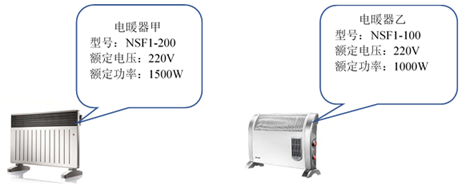 电暖器甲
型号：NSF1-200
额定电压：220V
额定功率：1500W
电暖器乙
型号：NSF1-100
额定电压：220V
额定功率：1000W